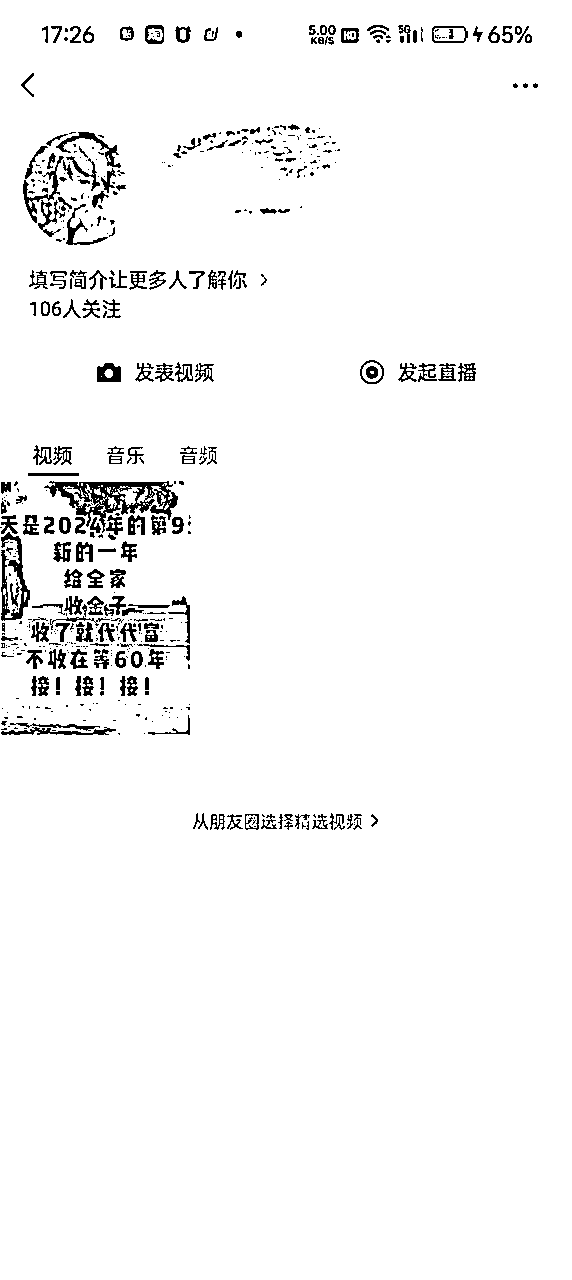 17:26 5.00 KB/S HD 5G 65%
填写简介让更多人了解你 >
106人关注
发表视频 发起直播
视频 音乐 音频
天是2024年的第9
新的一年
给全家
收金子
收了就代代富
不收在等60年
接！接！接！
从朋友圈选择精选视频 >